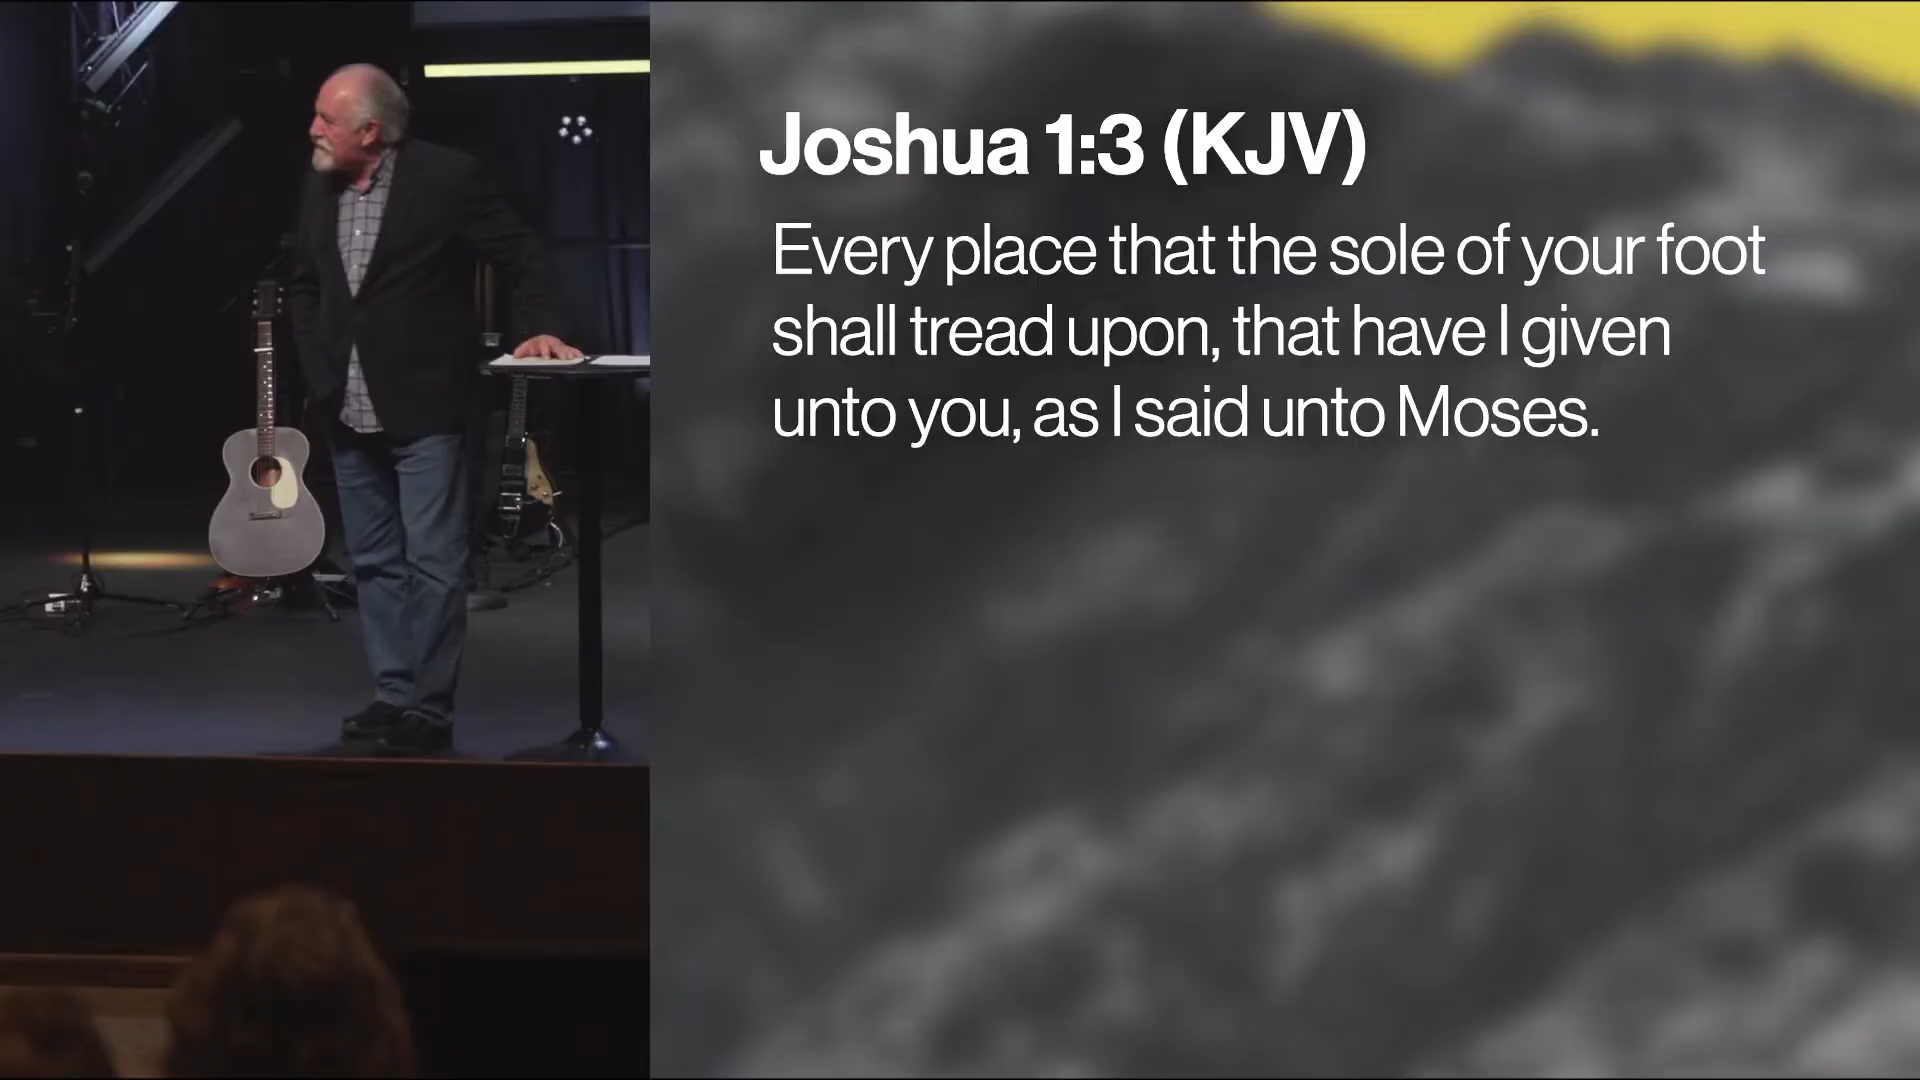 Joshua 1:3 (KJV)
Every place that the sole of your foot
shall tread upon, that have I given
unto you, as I said unto Moses.